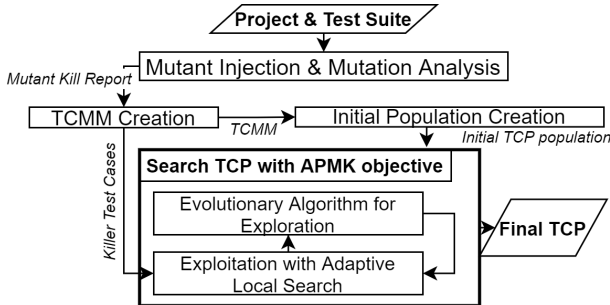 Project & Test Suite
Mutant Injection & Mutation Analysis
Mutant Kill Report
TCMM Creation
TCMM
Initial Population Creation
Initial TCP population
Killer Test Cases
Search TCP with APMK objective
Evolutionary Algorithm for
Exploration
Exploitation with Adaptive
Local Search
Final TCP